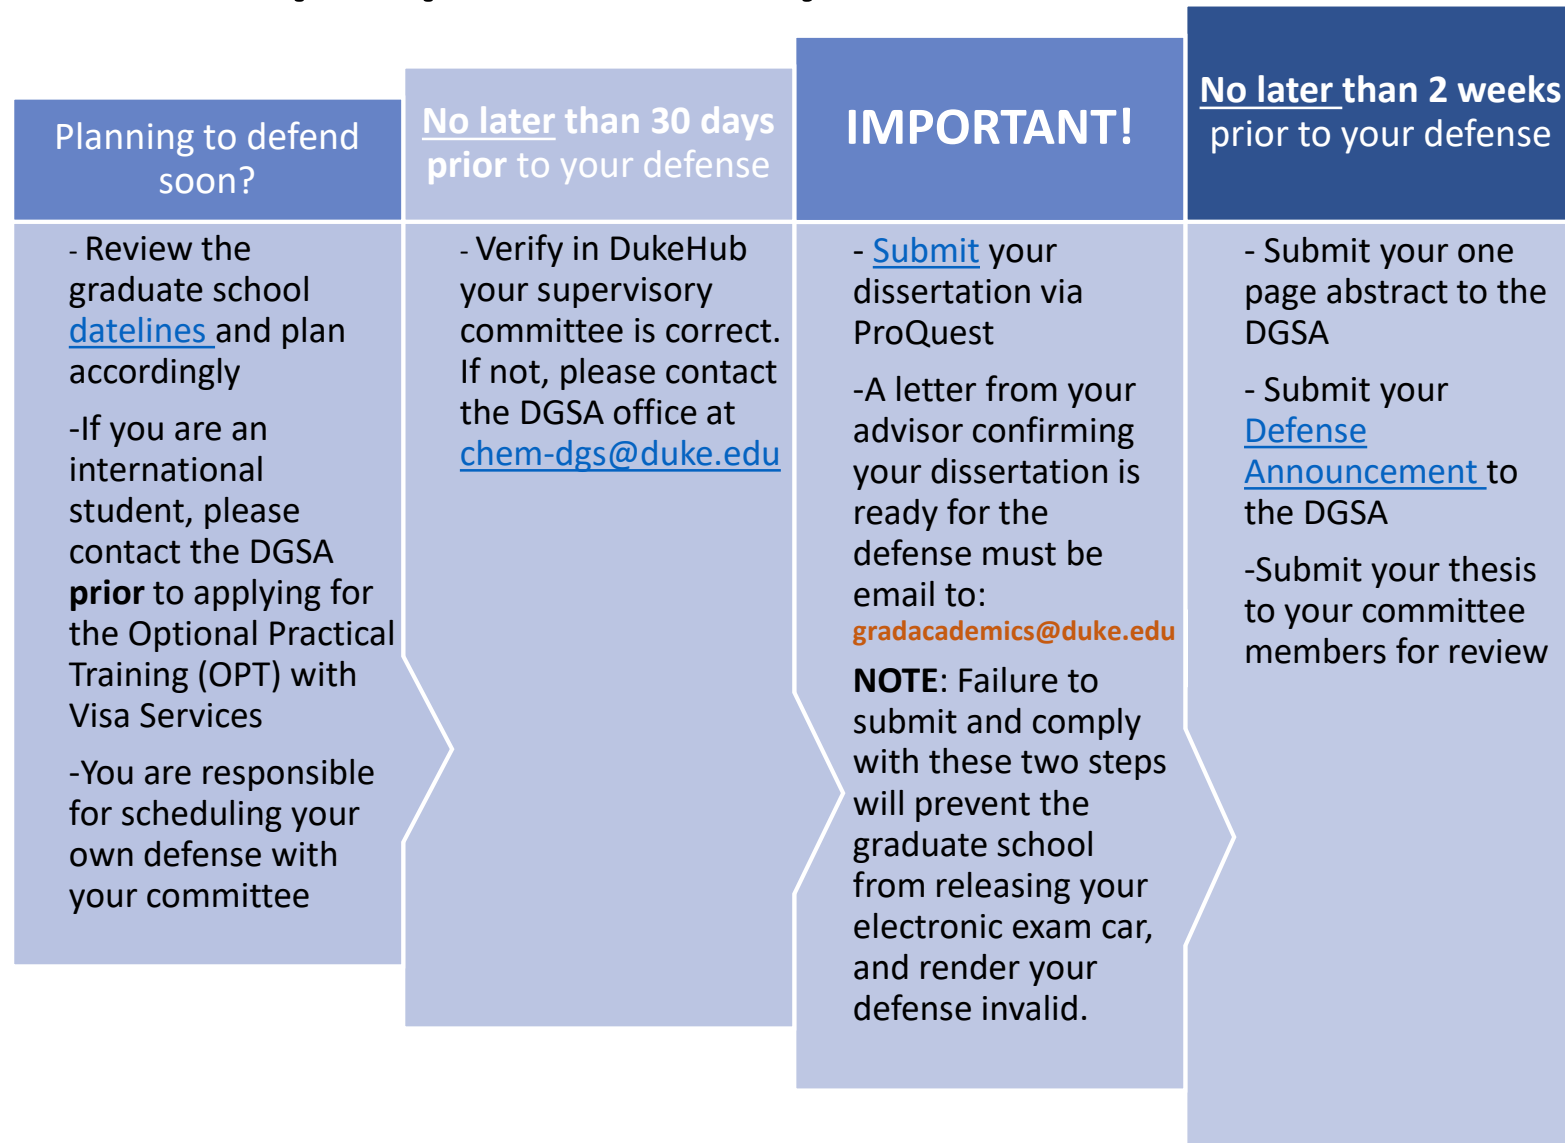 Planning to defend
soon?
- Review the
graduate school
datelines and plan
accordingly
-If you are an
international
student, please
contact the DGSA
prior to applying for
the Optional Practical
Training (OPT) with
Visa Services
-You are responsible
for scheduling your
own defense with
your committee
No later than 30 days
prior to your defense
- Verify in DukeHub
your supervisory
committee is correct.
If not, please contact
the DGSA office at
chem-dgs@duke.edu
IMPORTANT!
- Submit your
dissertation via
ProQuest
-A letter from your
advisor confirming
your dissertation is
ready for the
defense must be
email to:
gradacademics@duke.edu
NOTE: Failure to
submit and comply
with these two steps
will prevent the
graduate school
from releasing your
electronic exam car,
and render your
defense invalid.
No later than 2 weeks
prior to your defense
- Submit your one
page abstract to the
DGSA
- Submit your
Defense
Announcement to
the DGSA
-Submit your thesis
to your committee
members for review